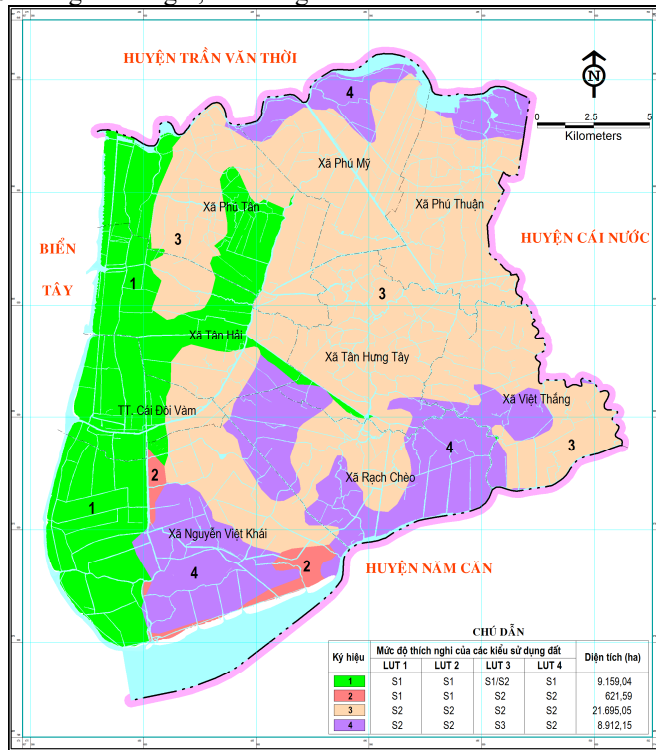 HUYỆN TRẦN VĂN THỜI
4
N
0 2.5 5
Kilometers
Xã Phú Mỹ
Xã Phú Tân
Xã Phú Thuận
3
BIỂN
TÂY
HUYỆN CÁI NƯỚC
1
3
Xã Tân Hải
Xã Tân Hưng Tây
Xã Việt Thắng
TT. Cái Đôi Vàm
4
3
2
Xã Rạch Chèo
1
Xã Nguyễn Việt Khái
4
2
HUYỆN NĂM CĂN
CHÚ DẪN
Ký hiệu Mức độ thích nghi của các kiểu sử dụng đất Diện tích (ha)
LUT 1 LUT 2 LUT 3 LUT 4
1 S1 S1 S1/S2 S1 9.159,04
2 S1 S1 S2 S2 621,59
3 S2 S2 S2 S2 21.695,05
4 S2 S2 S3 S2 8.912,15